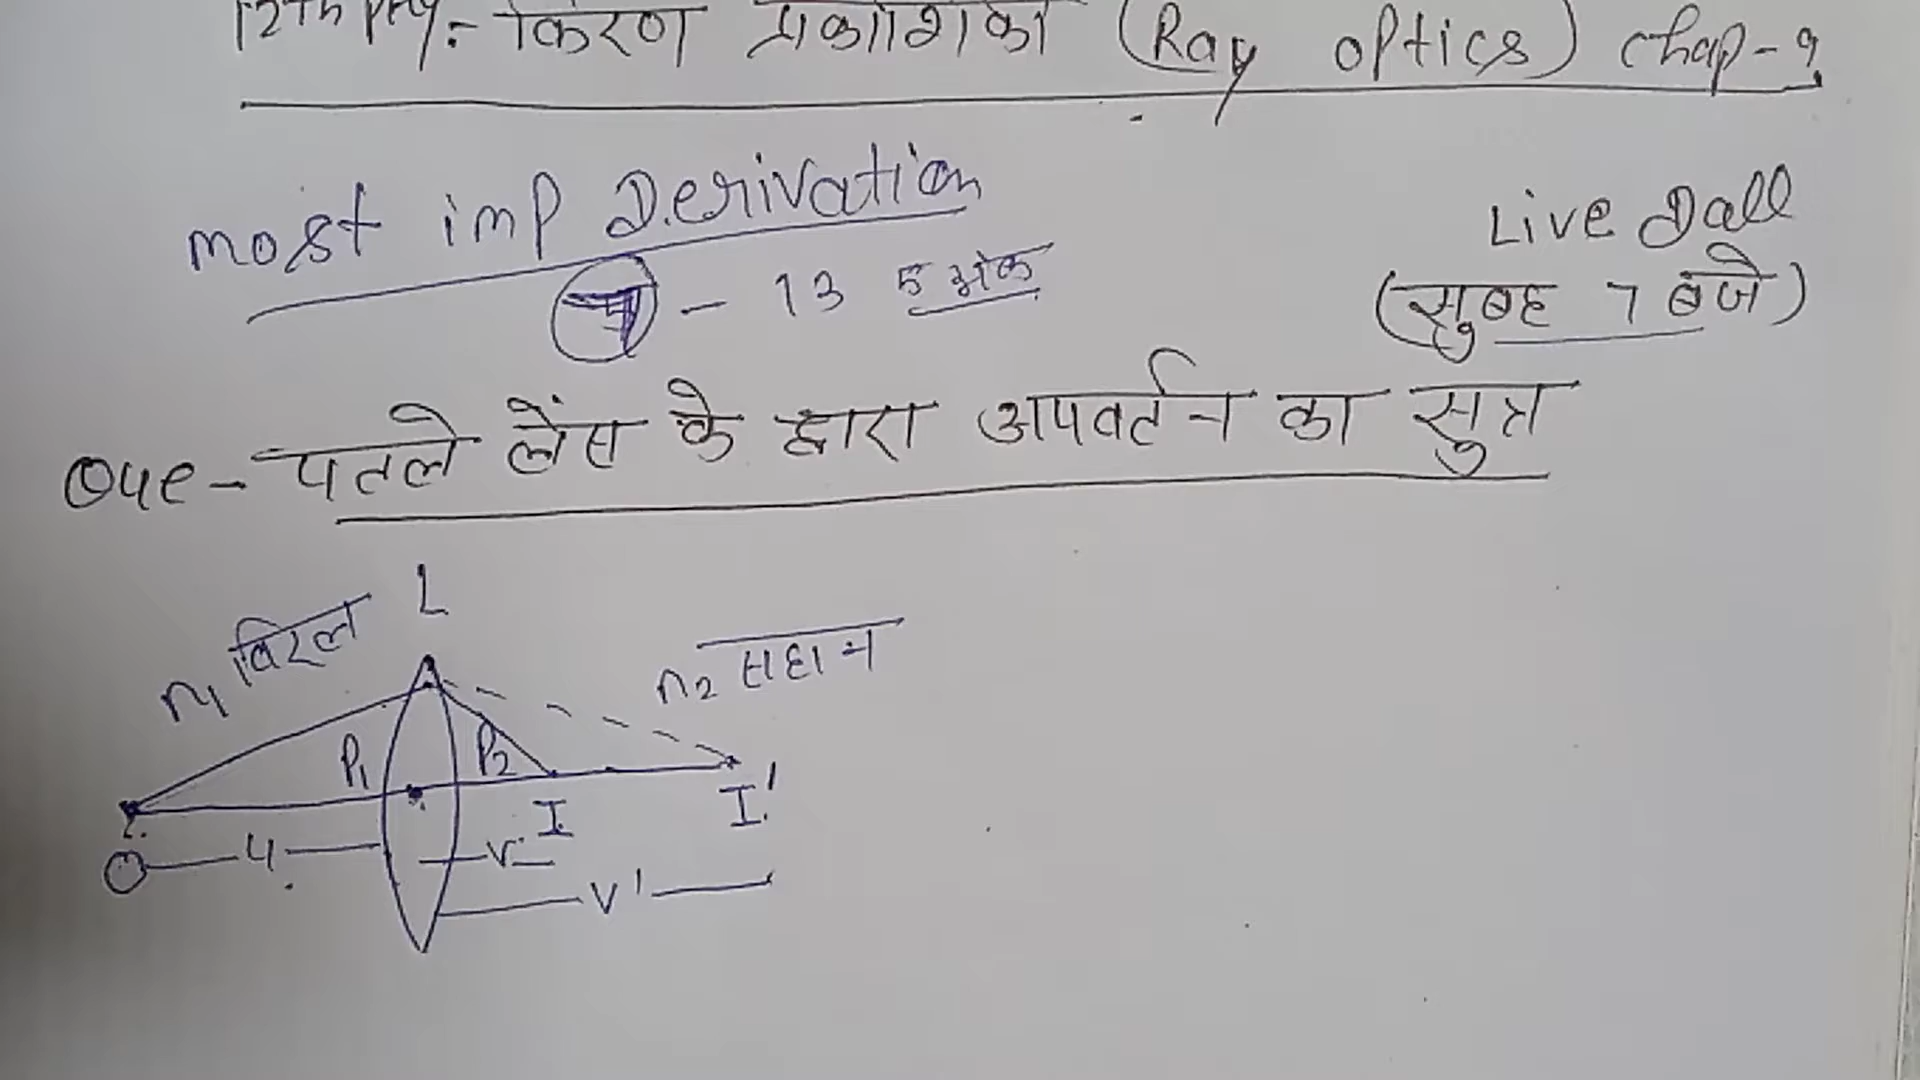 12th Phy:- किरण प्रकाशिकी (Ray optics) chap-9
most imp Derivation
- 13 5 अंक
Live Dall
(सुबह 7 बजे)
Que- पतले लेंस के द्वारा अपवर्तन का सुत्र
L
n1 विरल
n2 सघन
P1 P2
I I'
O u v
v'